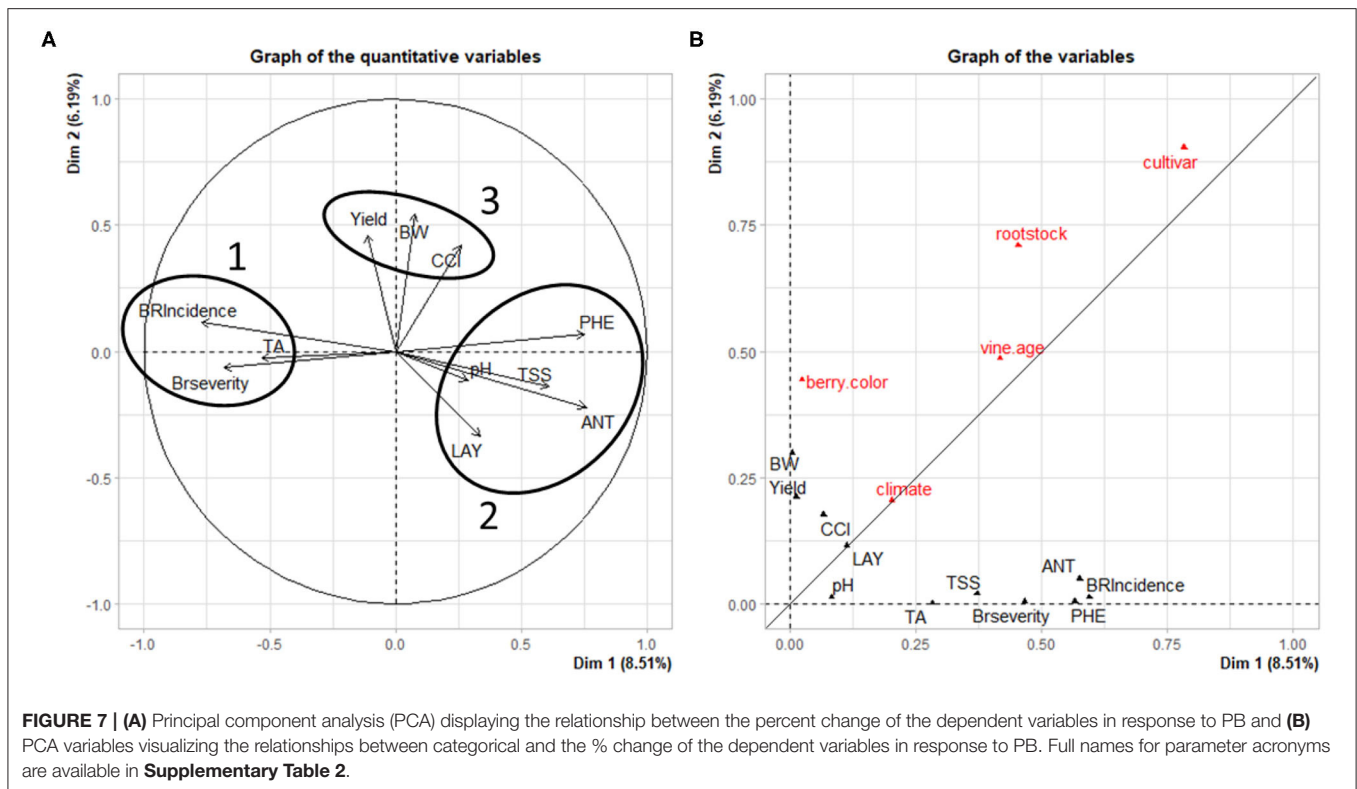 A
Graph of the quantitative variables
Dim 2 (6.19%)
1.0
0.5
0.0
-0.5
-1.0
3
Yield
BW
CCI
1
BRIncidence
TA
Brseverity
PHE
pH
TSS
ANT
LAY
2
-1.0 -0.5 0.0 0.5 1.0
Dim 1 (8.51%)
B
Graph of the variables
Dim 2 (6.19%)
1.00
0.75
0.50
0.25
0.00
cultivar
rootstock
vine.age
berry.color
BW
Yield
climate
CCI
LAY
pH
TSS
ANT
BRIncidence
TA
Brseverity
PHE
0.00 0.25 0.50 0.75 1.00
Dim 1 (8.51%)
FIGURE 7 | (A) Principal component analysis (PCA) displaying the relationship between the percent change of the dependent variables in response to PB and (B)
PCA variables visualizing the relationships between categorical and the % change of the dependent variables in response to PB. Full names for parameter acronyms
are available in Supplementary Table 2.